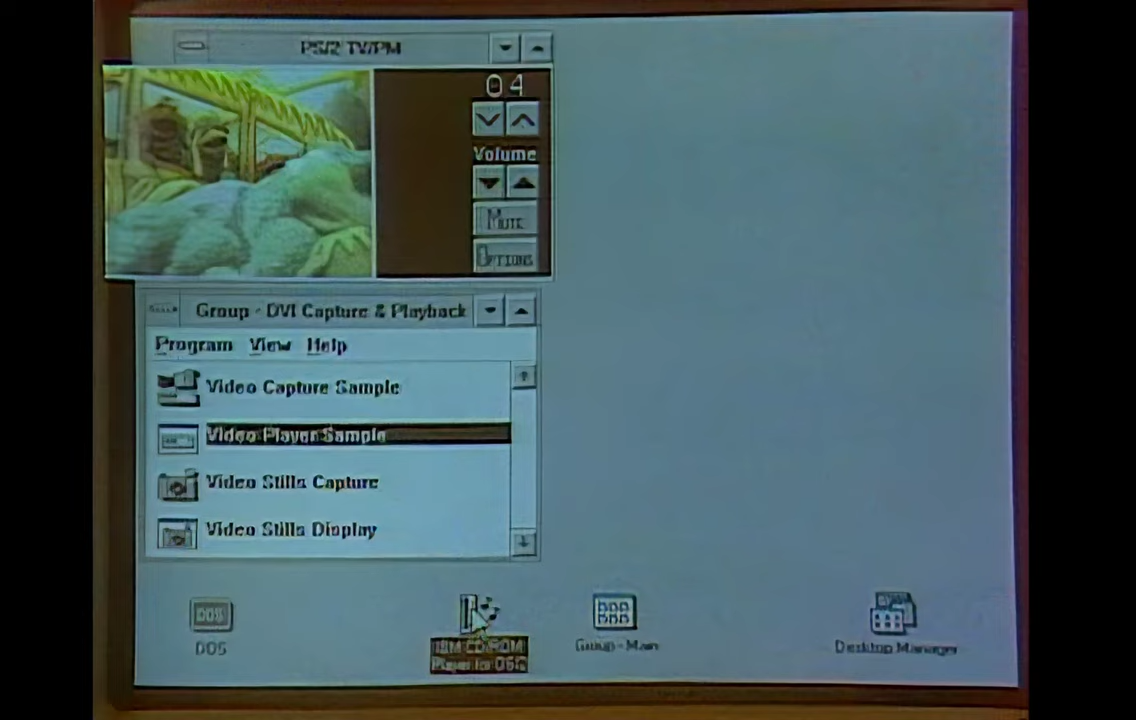 PS/2 TV/PM
04
Volume
MUTE
OPTIONS
Group - DVI Capture & Playback
Program View Help
Video Capture Sample
Video Player Sample
Video Stills Capture
Video Stills Display
DOS
DOS
IBM CD-ROM
Player for OS/2
Group - Main
Desktop Manager